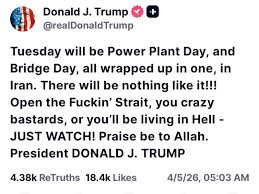 Donald J. Trump
@realDonaldTrump
Tuesday will be Power Plant Day, and
Bridge Day, all wrapped up in one, in
Iran. There will be nothing like it!!!
Open the Fuckin’ Strait, you crazy
bastards, or you’ll be living in Hell -
JUST WATCH! Praise be to Allah.
President DONALD J. TRUMP
4.38k ReTruths 18.4k Likes 4/5/26, 05:03 AM